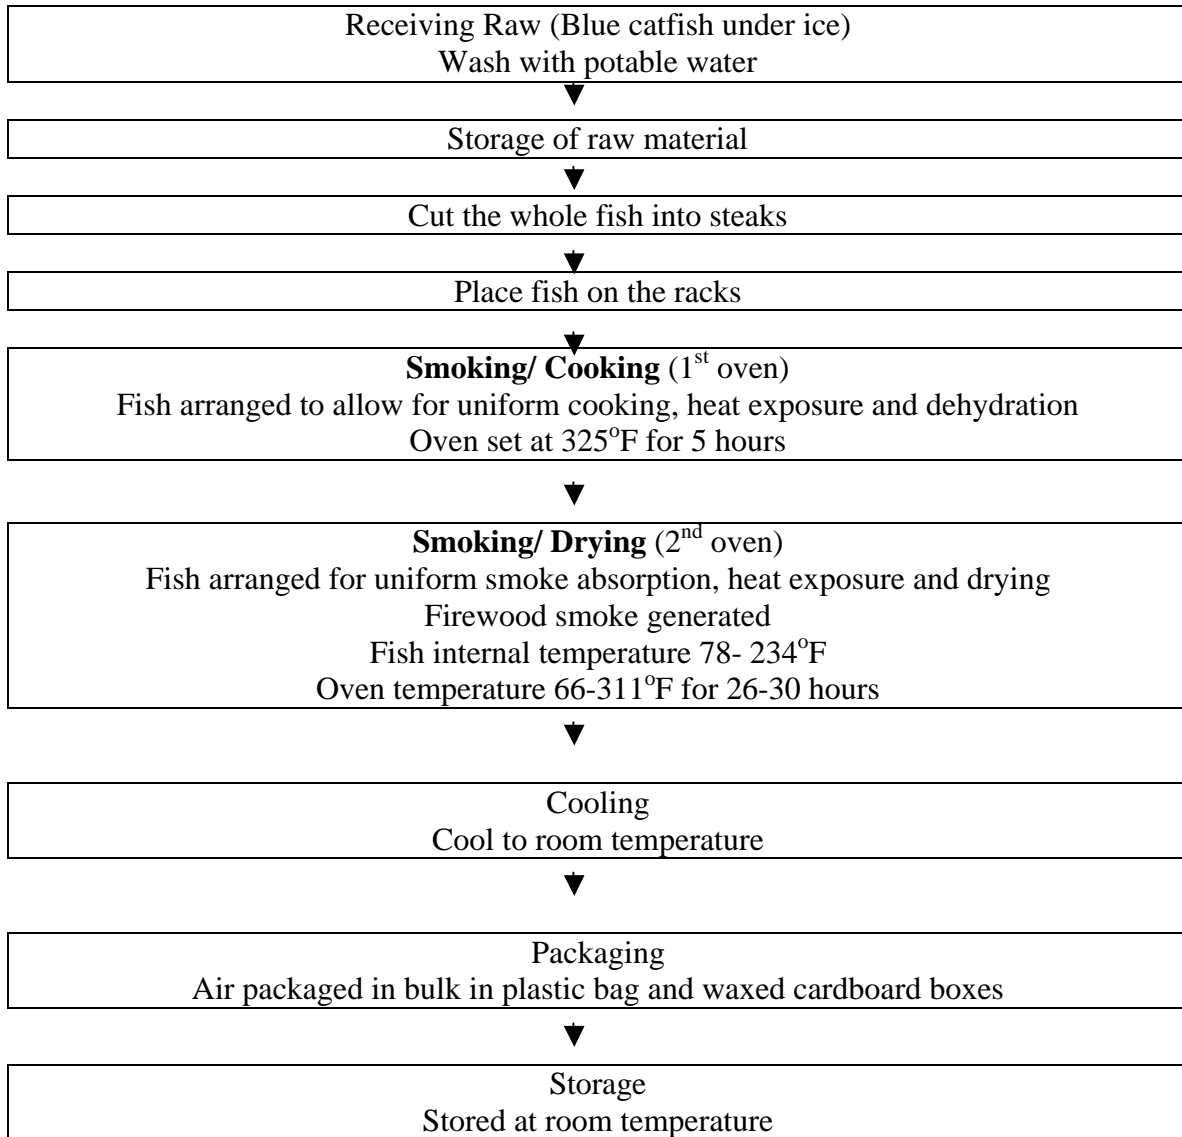 Receiving Raw (Blue catfish under ice)
Wash with potable water
Storage of raw material
Cut the whole fish into steaks
Place fish on the racks
Smoking/ Cooking (1st oven)
Fish arranged to allow for uniform cooking, heat exposure and dehydration
Oven set at 325°F for 5 hours
Smoking/ Drying (2nd oven)
Fish arranged for uniform smoke absorption, heat exposure and drying
Firewood smoke generated
Fish internal temperature 78- 234°F
Oven temperature 66-311°F for 26-30 hours
Cooling
Cool to room temperature
Packaging
Air packaged in bulk in plastic bag and waxed cardboard boxes
Storage
Stored at room temperature